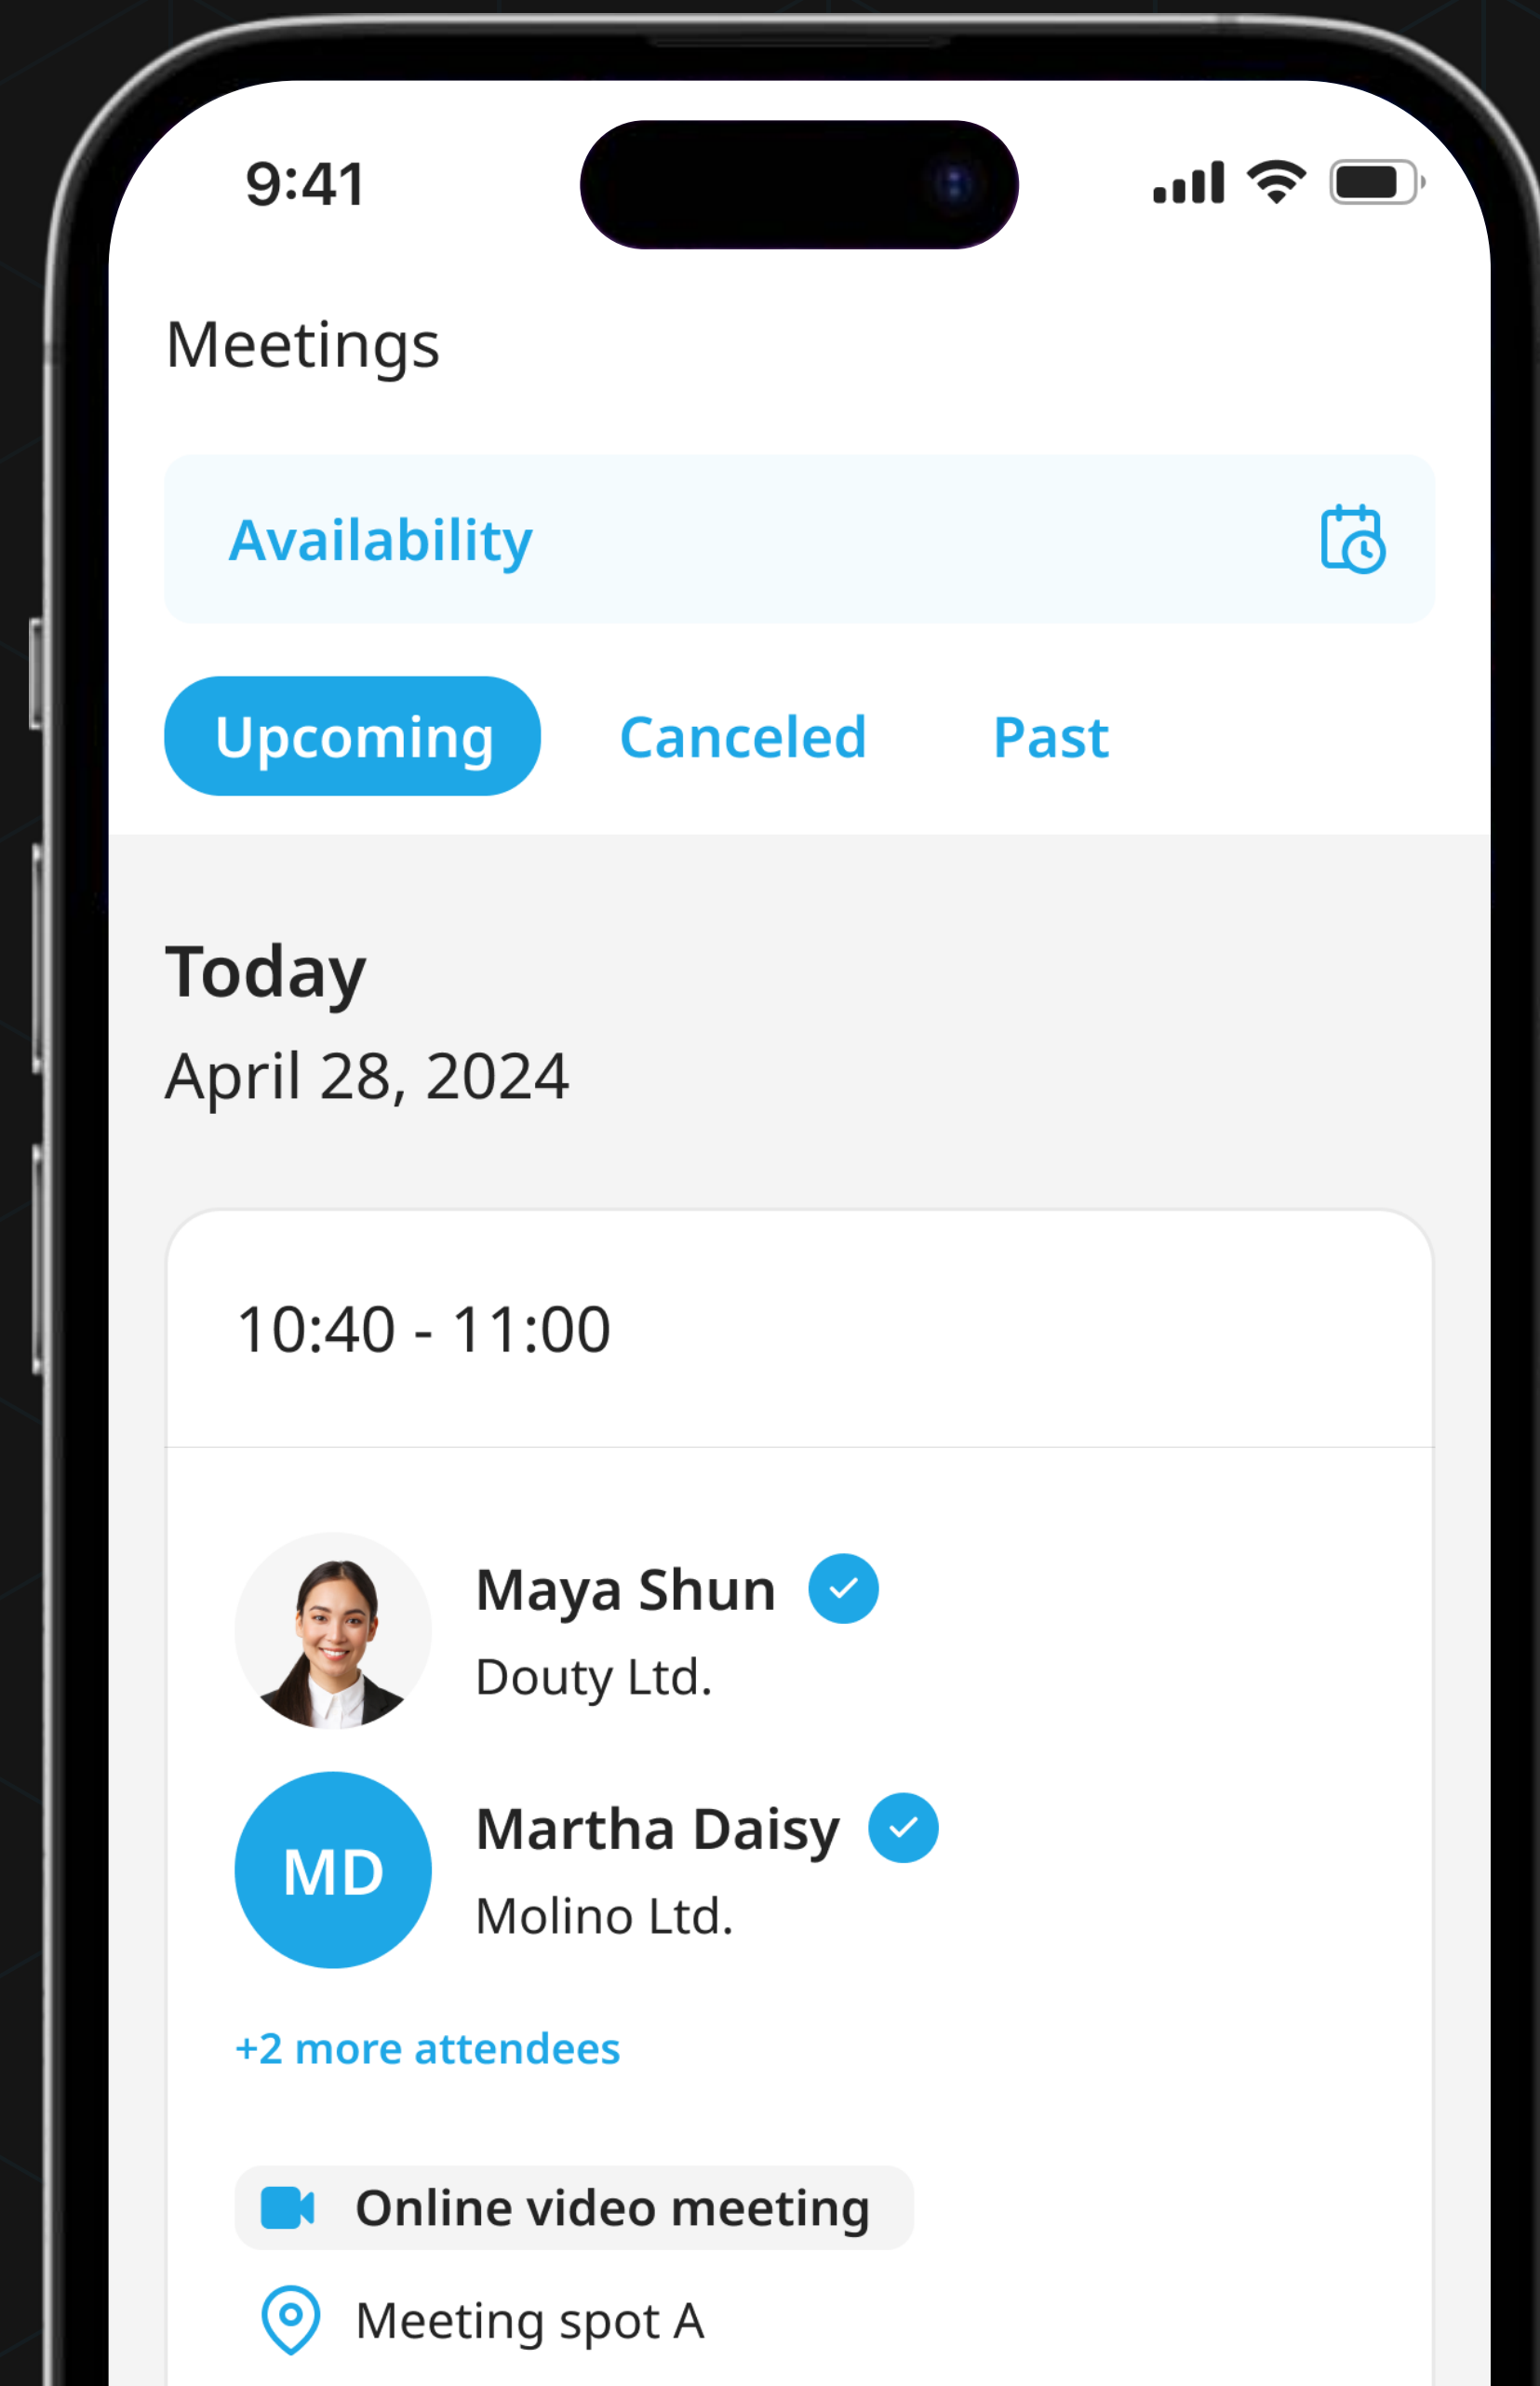 9:41
Meetings
Availability
Upcoming Canceled Past
Today
April 28, 2024
10:40 - 11:00
Maya Shun
Douty Ltd.
MD
Martha Daisy
Molino Ltd.
+2 more attendees
Online video meeting
Meeting spot A